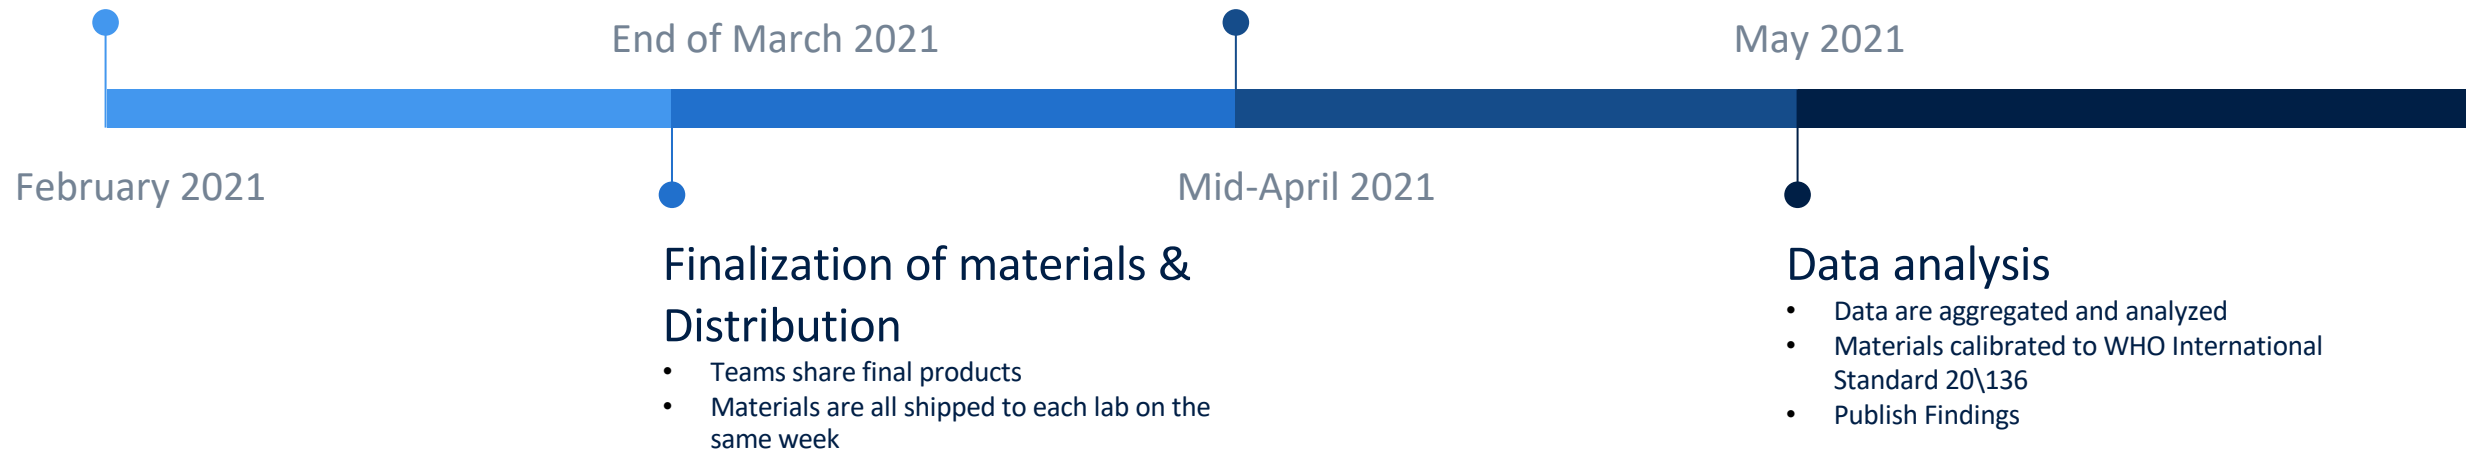 End of March 2021
May 2021
February 2021
Mid-April 2021
Finalization of materials &
Distribution
• Teams share final products
• Materials are all shipped to each lab on the
same week
Data analysis
• Data are aggregated and analyzed
• Materials calibrated to WHO International
Standard 20\136
• Publish Findings